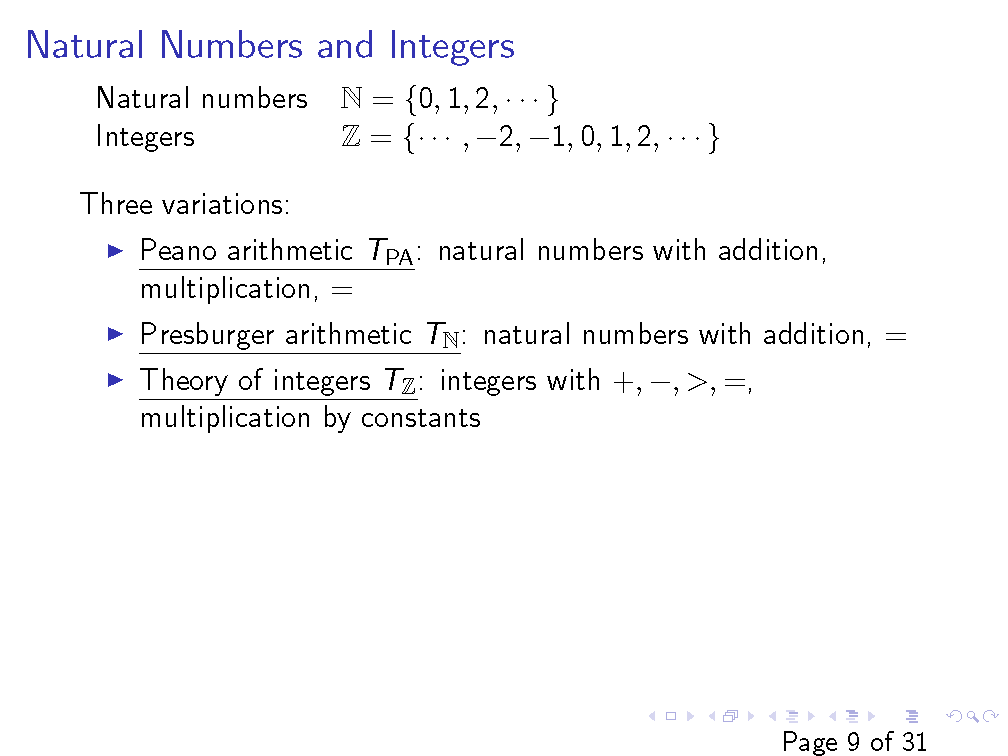 Natural Numbers and Integers
Natural numbers ℕ = {0, 1, 2, ⋯ }
Integers ℤ = {⋯ , −2, −1, 0, 1, 2, ⋯ }
Three variations:
▶ Peano arithmetic T_PA: natural numbers with addition,
multiplication, =
▶ Presburger arithmetic T_ℕ: natural numbers with addition, =
▶ Theory of integers T_ℤ: integers with +, −, >, =,
multiplication by constants
Page 9 of 31